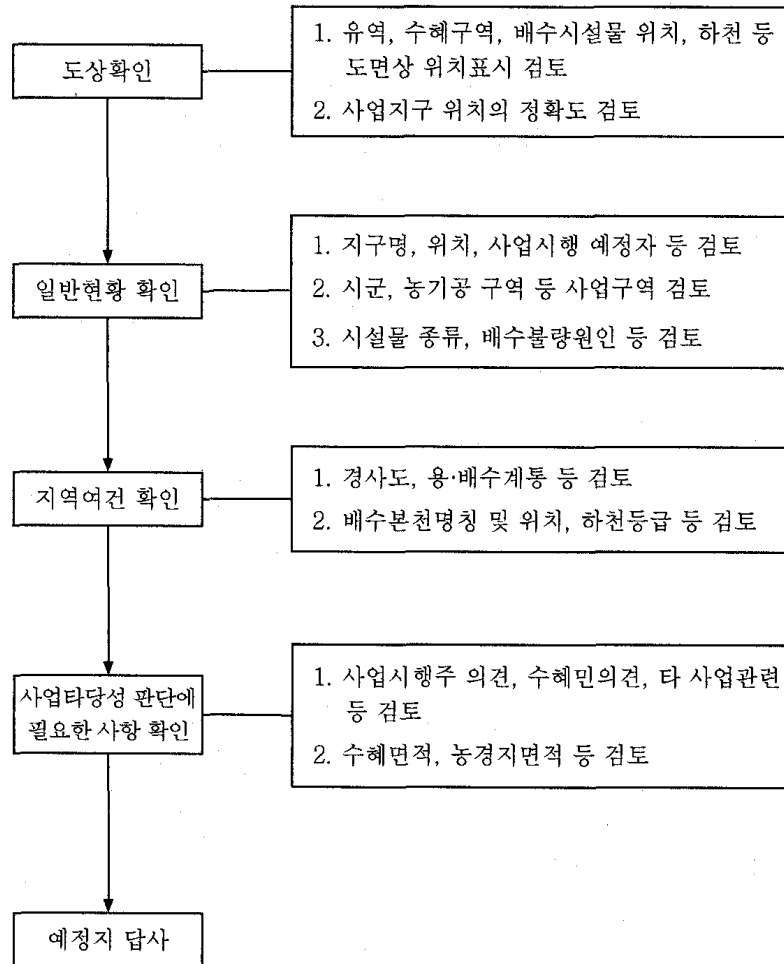 도상확인
1. 유역, 수혜구역, 배수시설물 위치, 하천 등
도면상 위치표시 검토
2. 사업지구 위치의 정확도 검토
일반현황 확인
1. 지구명, 위치, 사업시행 예정자 등 검토
2. 시군, 농기공 구역 등 사업구역 검토
3. 시설물 종류, 배수불량원인 등 검토
지역여건 확인
1. 경사도, 용·배수계통 등 검토
2. 배수본천명칭 및 위치, 하천등급 등 검토
사업타당성 판단에
필요한 사항 확인
1. 사업시행주 의견, 수혜민의견, 타 사업관련
등 검토
2. 수혜면적, 농경지면적 등 검토
예정지 답사